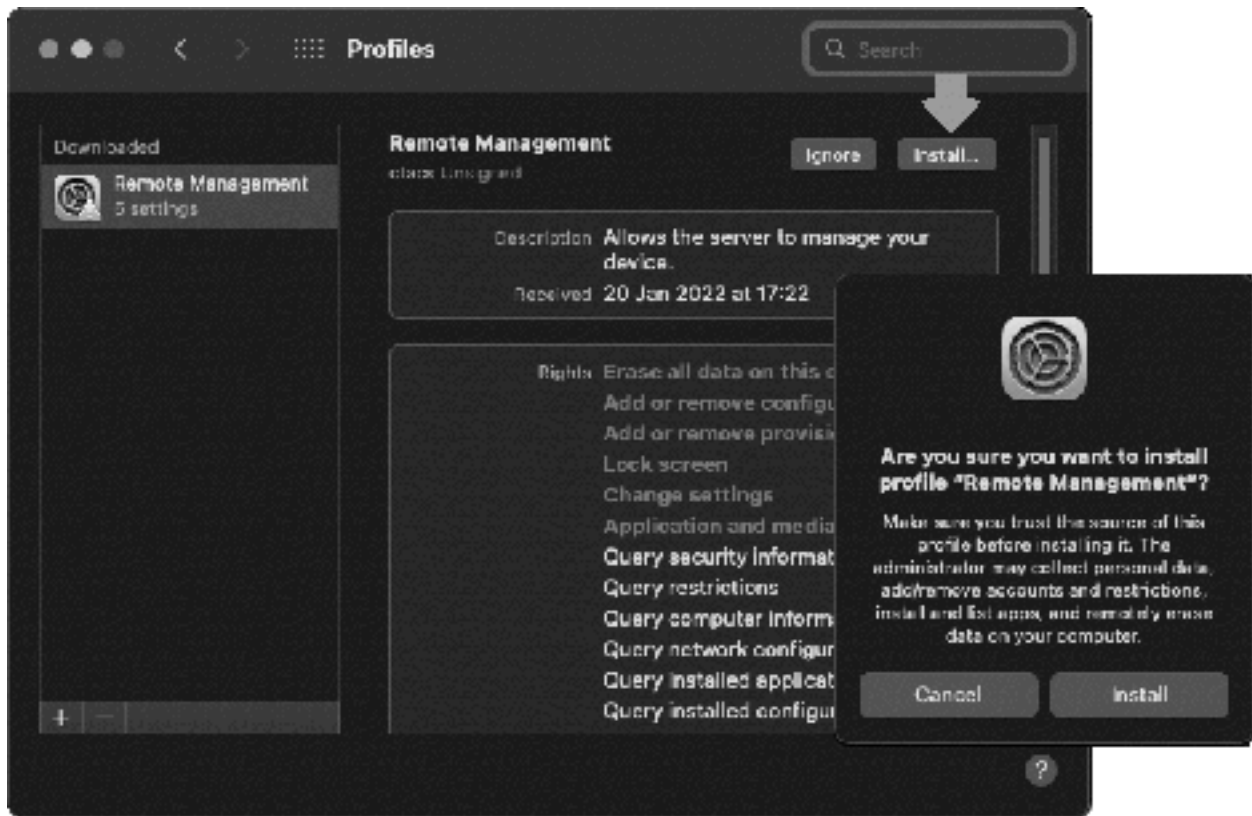 Profiles
Search
Downloaded
Remote Management
5 settings
Remote Management
Unsigned
Ignore
Install...
Description Allows the server to manage your
device.
Received 20 Jan 2022 at 17:22
Rights Erase all data on this
Add or remove configu
Add or remove provisi
Lock screen
Change settings
Application and media
Query security informat
Query restrictions
Query computer inform
Query network configur
Query installed applicat
Query installed configur
Are you sure you want to install
profile “Remote Management”?
Make sure you trust the source of this
profile before installing it. The
administrator may collect personal data,
add/remove accounts and restrictions,
install and list apps, and remotely erase
data on your computer.
Cancel
Install
?